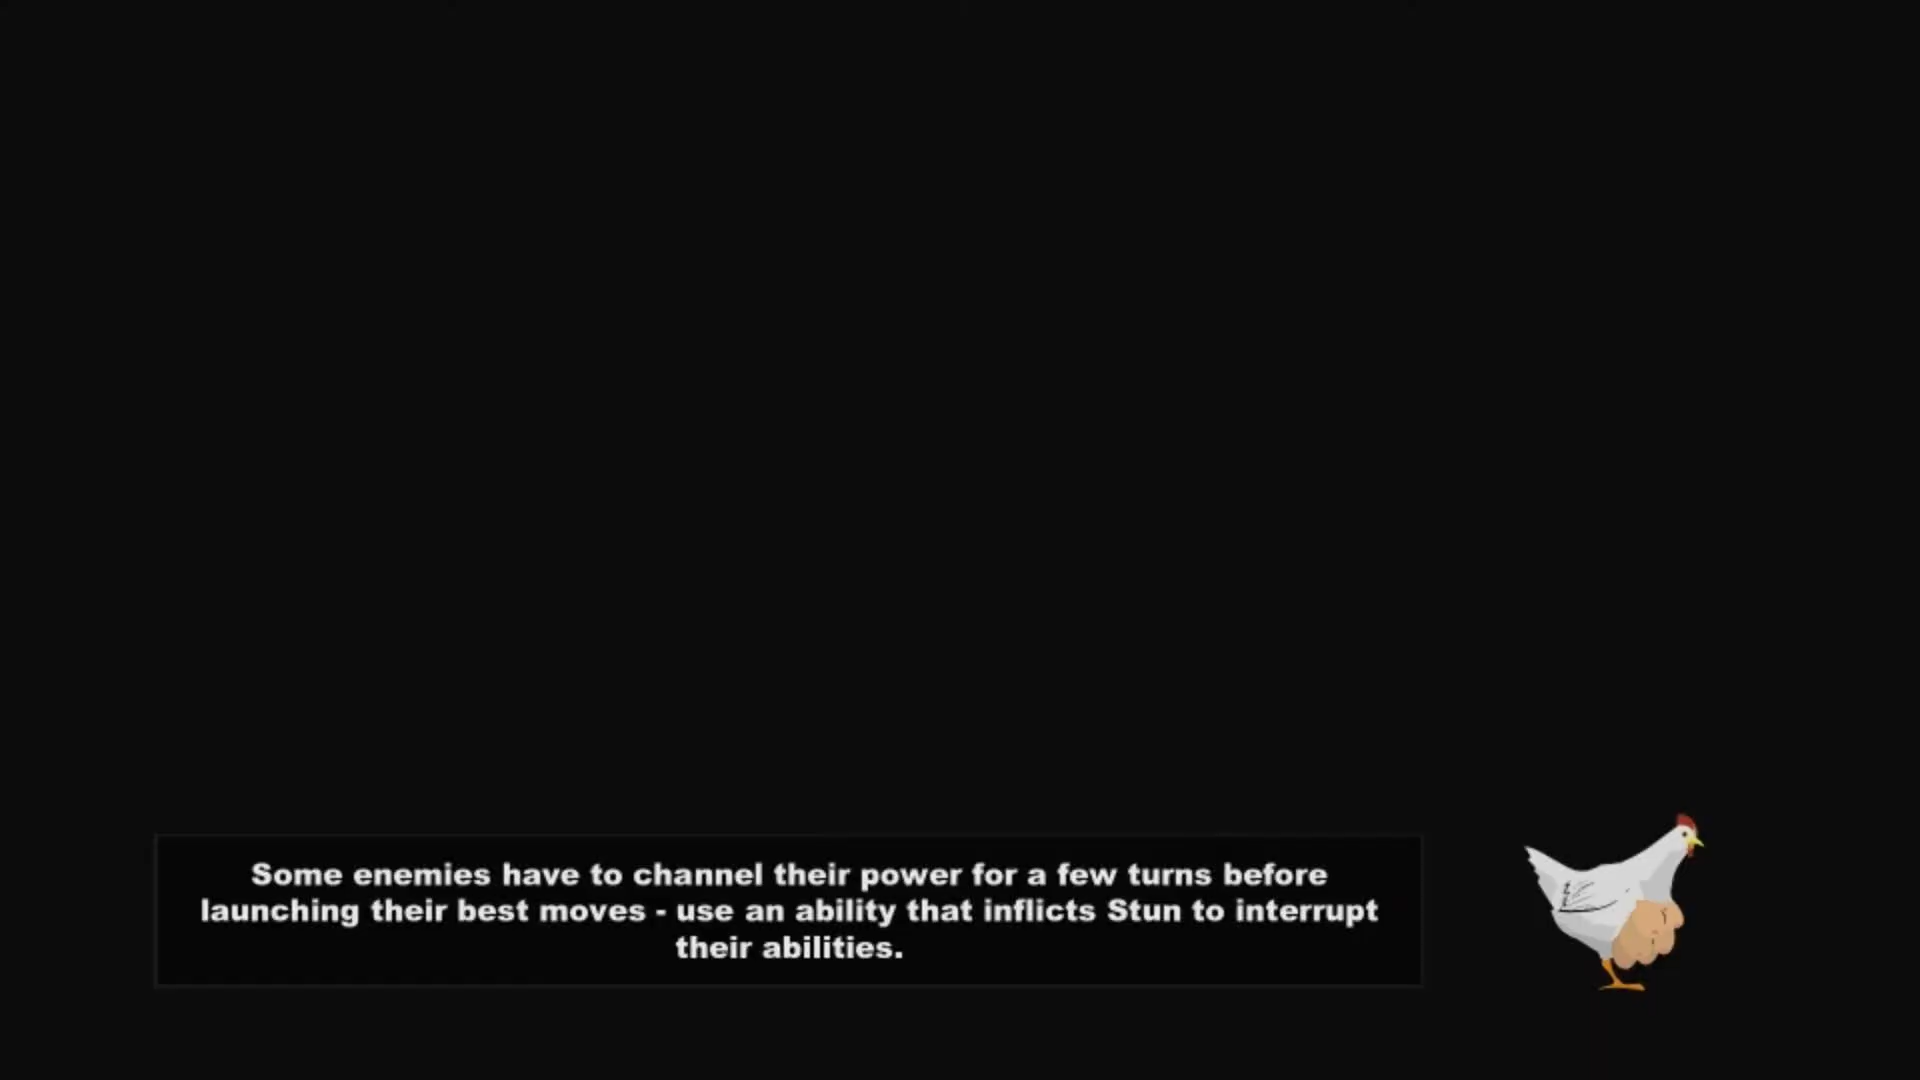 Some enemies have to channel their power for a few turns before
launching their best moves - use an ability that inflicts Stun to interrupt
their abilities.